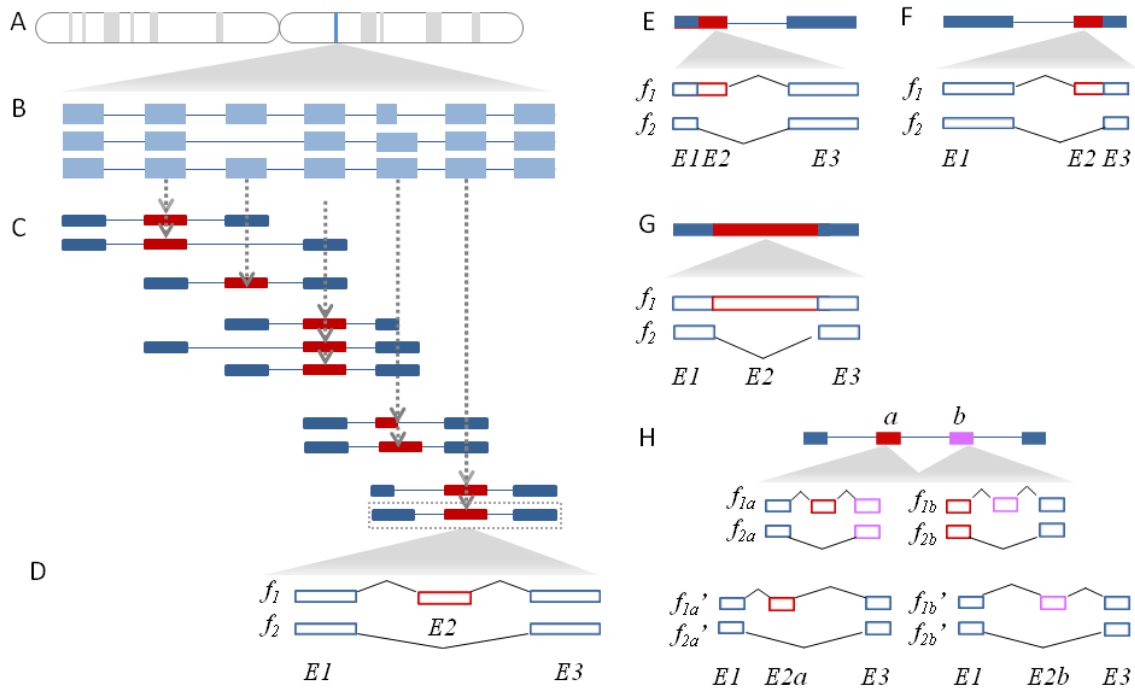 A
B
C
D
f1
f2
E2
E1
E3
E
f1
f2
E1E2
E3
F
f1
f2
E1
E2
E3
G
f1
f2
E1
E2
E3
H
a
b
f1a
f2a
f1b
f2b
f1a’
f2a’
f1b’
f2b’
E1
E2a
E3
E1
E2b
E3